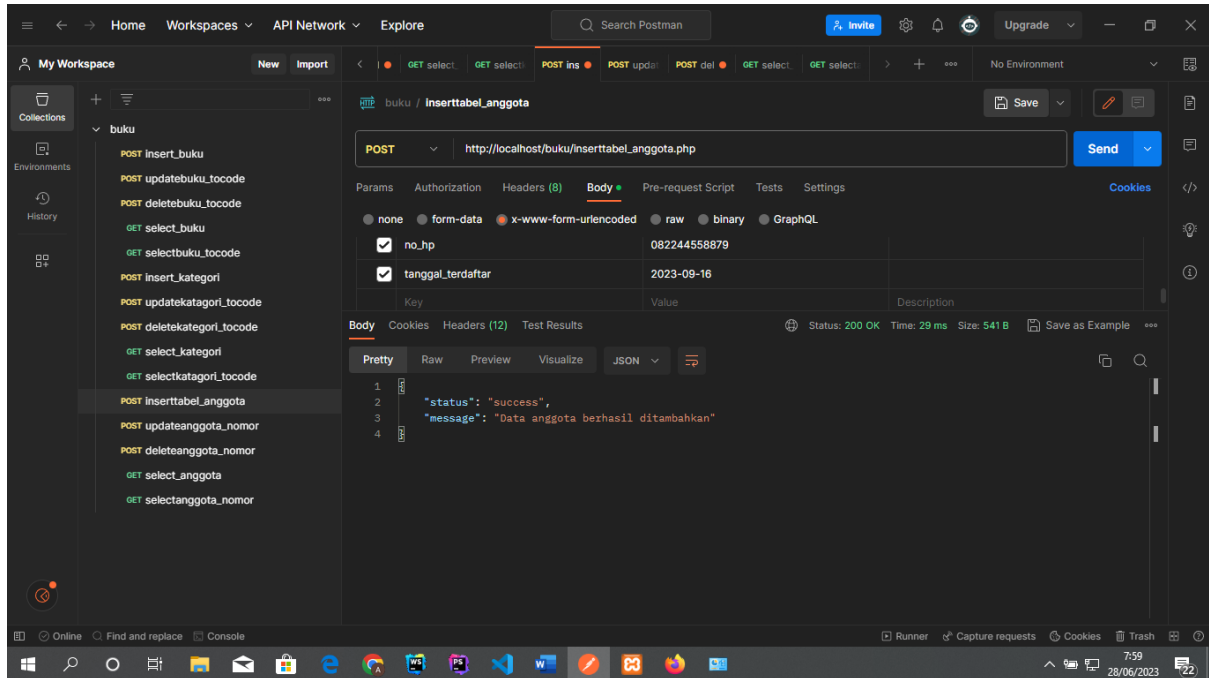 Home Workspaces API Network Explore Search Postman Invite Upgrade
My Workspace New Import GET select_ GET select POST ins POST updat POST del GET select_ GET select No Environment
Collections
Environments
History
buku
POST insert_buku
POST updatebuku_tocode
POST deletebuku_tocode
GET select_buku
GET selectbuku_tocode
POST insert_kategori
POST updatekatagori_tocode
POST deletekategori_tocode
GET select_kategori
GET selectkatagori_tocode
POST inserttabel_anggota
POST updateanggota_nomor
POST deleteanggota_nomor
GET select_anggota
GET selectanggota_nomor
HTTP buku / inserttabel_anggota Save
POST http://localhost/buku/inserttabel_anggota.php Send
Params Authorization Headers (8) Body Pre-request Script Tests Settings Cookies
none form-data x-www-form-urlencoded raw binary GraphQL
no_hp 082244558879
tanggal_terdaftar 2023-09-16
Key Value Description
Body Cookies Headers (12) Test Results Status: 200 OK Time: 29 ms Size: 541 B Save as Example
Pretty Raw Preview Visualize JSON
1 {
2 "status": "success",
3 "message": "Data anggota berhasil ditambahkan"
4 }
Online Find and replace Console Runner Capture requests Cookies Trash
7:59
28/06/2023
22